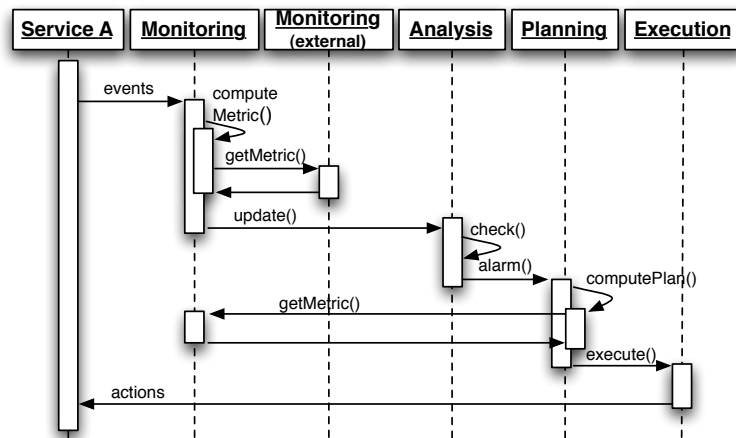 Service A
Monitoring
Monitoring
(external)
Analysis
Planning
Execution
events
compute
Metric()
getMetric()
update()
check()
alarm()
computePlan()
getMetric()
execute()
actions